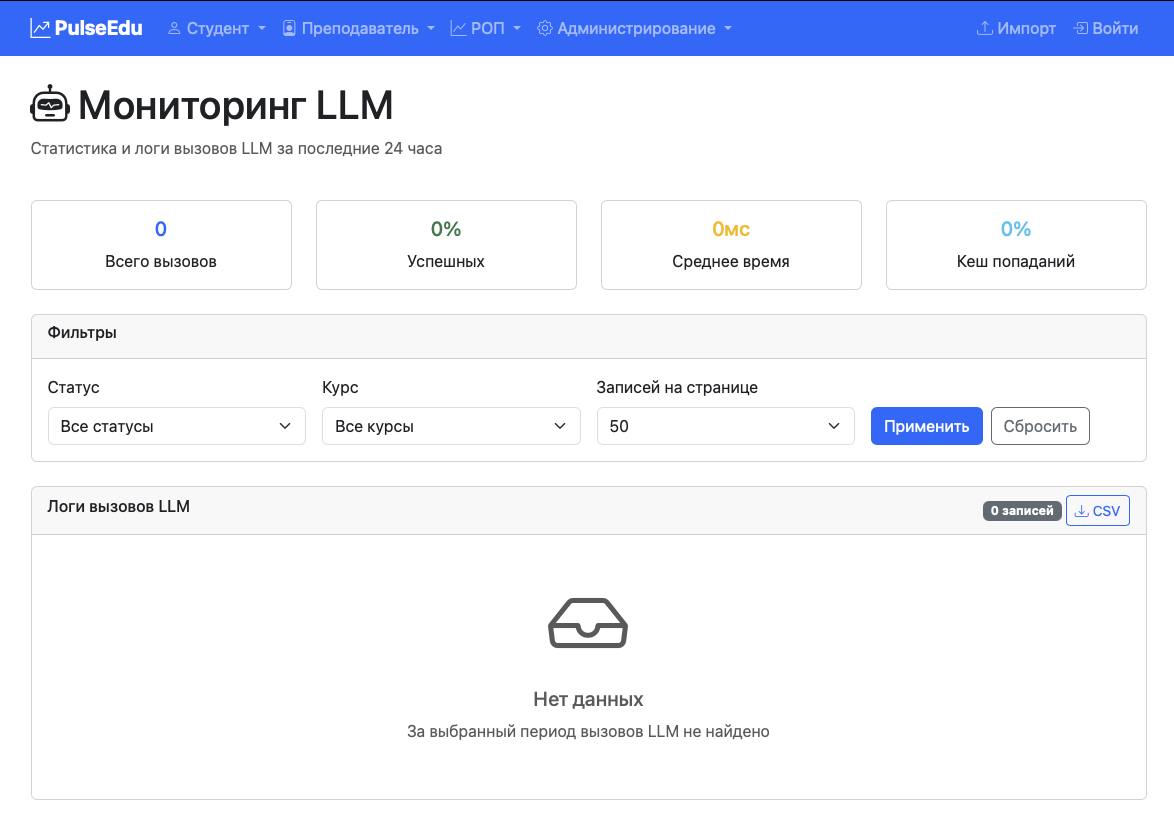 PulseEdu Студент Преподаватель РОП Администрирование Импорт Войти
Мониторинг LLM
Статистика и логи вызовов LLM за последние 24 часа
0 0% 0мс 0%
Всего вызовов Успешных Среднее время Кеш попаданий
Фильтры
Статус Курс Записей на странице
Все статусы Все курсы 50 Применить Сбросить
Логи вызовов LLM 0 записей CSV
Нет данных
За выбранный период вызовов LLM не найдено